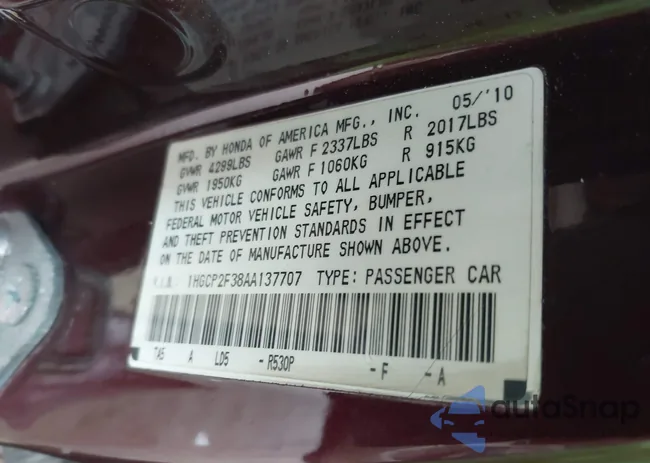 MFD. BY HONDA OF AMERICA MFG., INC. 05/'10
GVWR 4299LBS GAWR F 2337LBS R 2017LBS
GVWR 1950KG GAWR F 1060KG R 915KG
THIS VEHICLE CONFORMS TO ALL APPLICABLE
FEDERAL MOTOR VEHICLE SAFETY, BUMPER,
AND THEFT PREVENTION STANDARDS IN EFFECT
ON THE DATE OF MANUFACTURE SHOWN ABOVE.
V.I.N.: 1HGCP2F38AA137707 TYPE: PASSENGER CAR
TA5 A LD5 -R530P -F -A
autoSnap